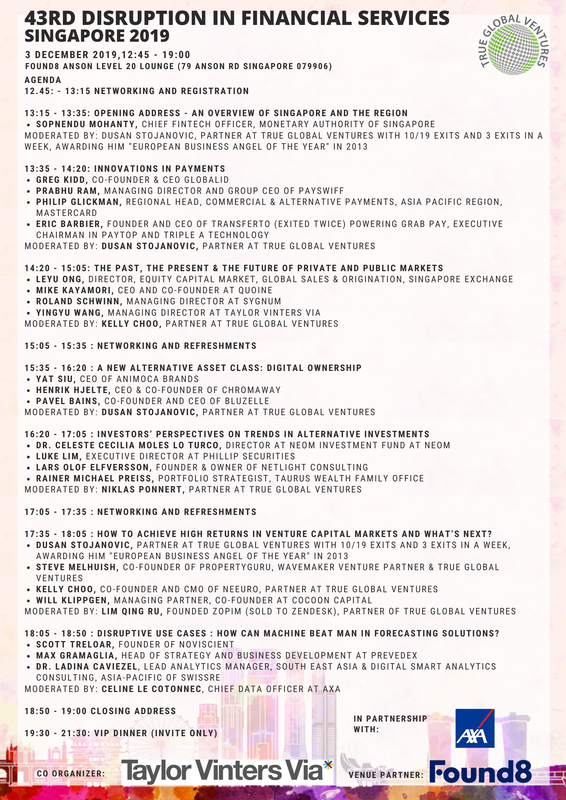 43RD DISRUPTION IN FINANCIAL SERVICES
SINGAPORE 2019
TRUE GLOBAL VENTURES
3 DECEMBER 2019,12:45 - 19:00
FOUND8 ANSON LEVEL 20 LOUNGE (79 ANSON RD SINGAPORE 079906)
AGENDA
12.45: - 13:15 NETWORKING AND REGISTRATION
13:15 - 13:35: OPENING ADDRESS - AN OVERVIEW OF SINGAPORE AND THE REGION
• SOPNENDU MOHANTY, CHIEF FINTECH OFFICER, MONETARY AUTHORITY OF SINGAPORE
MODERATED BY: DUSAN STOJANOVIC, PARTNER AT TRUE GLOBAL VENTURES WITH 10/19 EXITS AND 3 EXITS IN A
WEEK, AWARDING HIM "EUROPEAN BUSINESS ANGEL OF THE YEAR" IN 2013
13:35 - 14:20: INNOVATIONS IN PAYMENTS
• GREG KIDD, CO-FOUNDER & CEO GLOBALID
• PRABHU RAM, MANAGING DIRECTOR AND GROUP CEO OF PAYSWIFF
• PHILIP GLICKMAN, REGIONAL HEAD, COMMERCIAL & ALTERNATIVE PAYMENTS, ASIA PACIFIC REGION,
MASTERCARD
• ERIC BARBIER, FOUNDER AND CEO OF TRANSFERTO (EXITED TWICE) POWERING GRAB PAY, EXECUTIVE
CHAIRMAN IN PAYTOP AND TRIPLE A TECHNOLOGY
MODERATED BY: DUSAN STOJANOVIC, PARTNER AT TRUE GLOBAL VENTURES
14:20 - 15:05: THE PAST, THE PRESENT & THE FUTURE OF PRIVATE AND PUBLIC MARKETS
• LEYU ONG, DIRECTOR, EQUITY CAPITAL MARKET, GLOBAL SALES & ORIGINATION, SINGAPORE EXCHANGE
• MIKE KAYAMORI, CEO AND CO-FOUNDER AT QUOINE
• ROLAND SCHWINN, MANAGING DIRECTOR AT SYGNUM
• YINGYU WANG, MANAGING DIRECTOR AT TAYLOR VINTERS VIA
MODERATED BY: KELLY CHOO, PARTNER AT TRUE GLOBAL VENTURES
15:05 - 15:35 : NETWORKING AND REFRESHMENTS
15:35 - 16:20 : A NEW ALTERNATIVE ASSET CLASS: DIGITAL OWNERSHIP
• YAT SIU, CEO OF ANIMOCA BRANDS
• HENRIK HJELTE, CEO & CO-FOUNDER OF CHROMAWAY
• PAVEL BAINS, CO-FOUNDER AND CEO OF BLUZELLE
MODERATED BY: DUSAN STOJANOVIC, PARTNER AT TRUE GLOBAL VENTURES
16:20 - 17:05 : INVESTORS' PERSPECTIVES ON TRENDS IN ALTERNATIVE INVESTMENTS
• DR. CELESTE CECILIA MOLES LO TURCO, DIRECTOR AT NEOM INVESTMENT FUND AT NEOM
• LUKE LIM, EXECUTIVE DIRECTOR AT PHILLIP SECURITIES
• LARS OLOF ELFVERSSON, FOUNDER & OWNER OF NETLIGHT CONSULTING
• RAINER MICHAEL PREISS, PORTFOLIO STRATEGIST, TAURUS WEALTH FAMILY OFFICE
MODERATED BY: NIKLAS PONNERT, PARTNER AT TRUE GLOBAL VENTURES
17:05 - 17:35 : NETWORKING AND REFRESHMENTS
17:35 - 18:05 : HOW TO ACHIEVE HIGH RETURNS IN VENTURE CAPITAL MARKETS AND WHAT'S NEXT?
• DUSAN STOJANOVIC, PARTNER AT TRUE GLOBAL VENTURES WITH 10/19 EXITS AND 3 EXITS IN A WEEK,
AWARDING HIM "EUROPEAN BUSINESS ANGEL OF THE YEAR" IN 2013
• STEVE MELHUISH, CO-FOUNDER OF PROPERTYGURU, WAVEMAKER VENTURE PARTNER & TRUE GLOBAL
VENTURES
• KELLY CHOO, CO-FOUNDER AND CMO OF NEEURO, PARTNER AT TRUE GLOBAL VENTURES
• WILL KLIPPGEN, MANAGING PARTNER, CO-FOUNDER AT COCOON CAPITAL
MODERATED BY: LIM QING RU, FOUNDED ZOPIM (SOLD TO ZENDESK), PARTNER OF TRUE GLOBAL VENTURES
18:05 - 18:50 : DISRUPTIVE USE CASES : HOW CAN MACHINE BEAT MAN IN FORECASTING SOLUTIONS?
• SCOTT TRELOAR, FOUNDER OF NOVISCIENT
• MAX GRAMAGLIA, HEAD OF STRATEGY AND BUSINESS DEVELOPMENT AT PREVEDEX
• DR. LADINA CAVIEZEL, LEAD ANALYTICS MANAGER, SOUTH EAST ASIA & DIGITAL SMART ANALYTICS
CONSULTING, ASIA-PACIFIC OF SWISSRE
MODERATED BY: CELINE LE COTONNEC, CHIEF DATA OFFICER AT AXA
18:50 - 19:00 CLOSING ADDRESS
19:30 - 21:30: VIP DINNER (INVITE ONLY)
IN PARTNERSHIP
WITH:
AXA
CO ORGANIZER:
Taylor Vinters Via*
VENUE PARTNER:
Found8